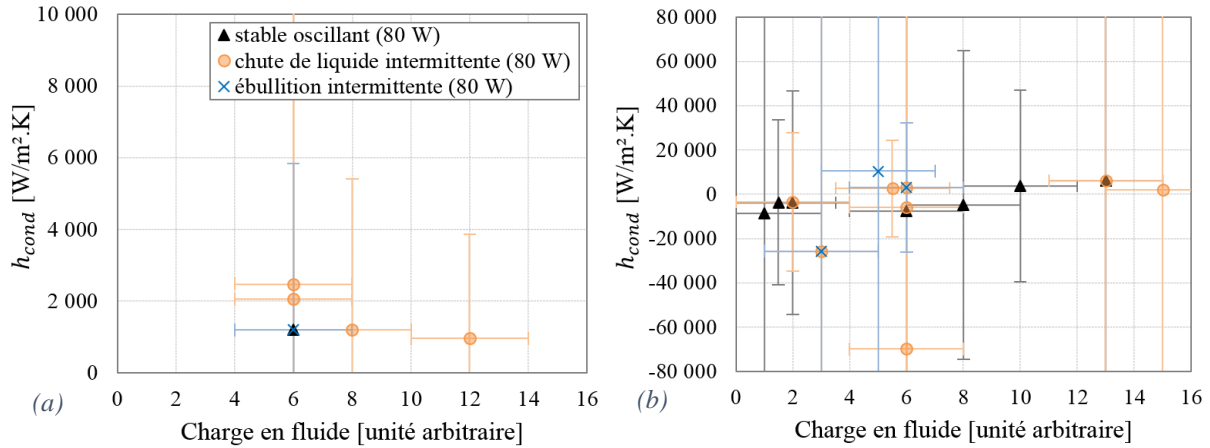 10 000
8 000
6 000
4 000
2 000
0
h_cond [W/m².K]
stable oscillant (80 W)
chute de liquide intermittente (80 W)
ébullition intermittente (80 W)
0 2 4 6 8 10 12 14 16
(a)
Charge en fluide [unité arbitraire]
80 000
60 000
40 000
20 000
0
-20 000
-40 000
-60 000
-80 000
h_cond [W/m².K]
0 2 4 6 8 10 12 14 16
(b)
Charge en fluide [unité arbitraire]